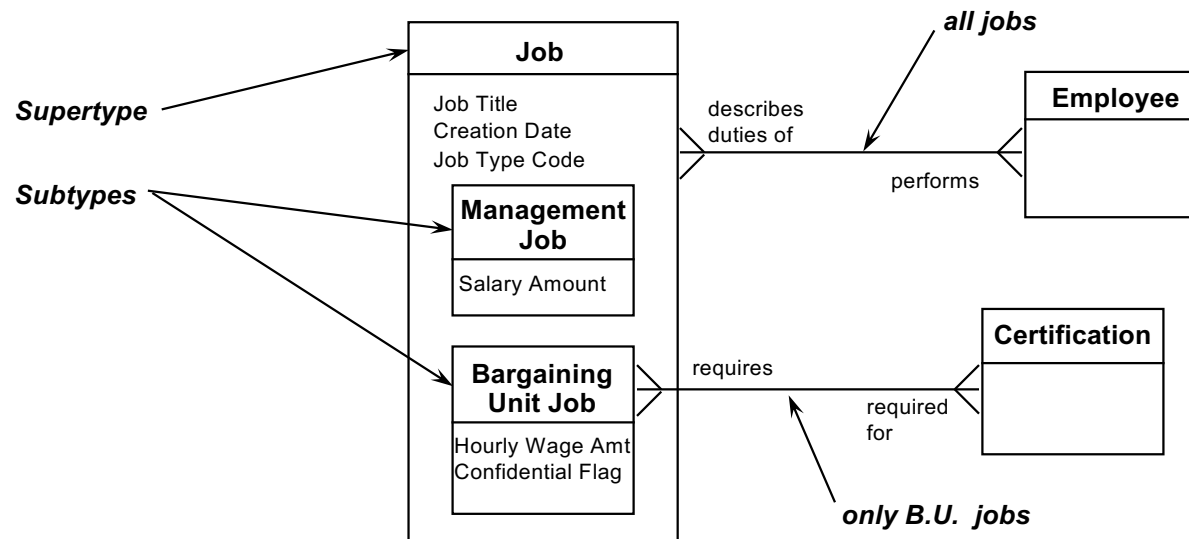 all jobs
Job
Supertype
Job Title
Creation Date
Job Type Code
describes
duties of
Employee
performs
Subtypes
Management
Job
Salary Amount
Certification
Bargaining
Unit Job
requires
required
for
Hourly Wage Amt
Confidential Flag
only B.U. jobs